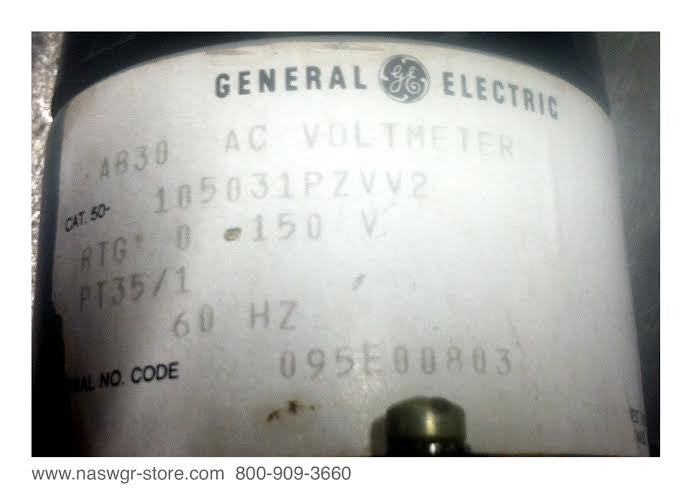 GENERAL GE ELECTRIC
AB30 AC VOLTMETER
CAT. 50- 105031PZVV2
RTG 0 - 150 V
PT35/1
60 HZ
NO. CODE 095E00803
www.naswgr-store.com 800-909-3660